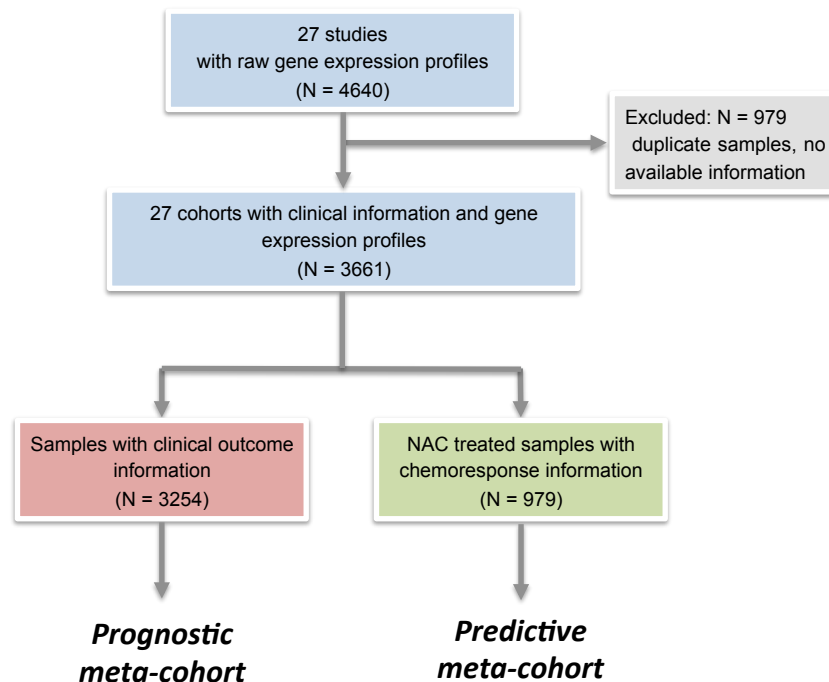 27 studies
with raw gene expression profiles
(N = 4640)
Excluded: N = 979
duplicate samples, no
available information
27 cohorts with clinical information and gene
expression profiles
(N = 3661)
Samples with clinical outcome
information
(N = 3254)
NAC treated samples with
chemoresponse information
(N = 979)
Prognostic
meta-cohort
Predictive
meta-cohort